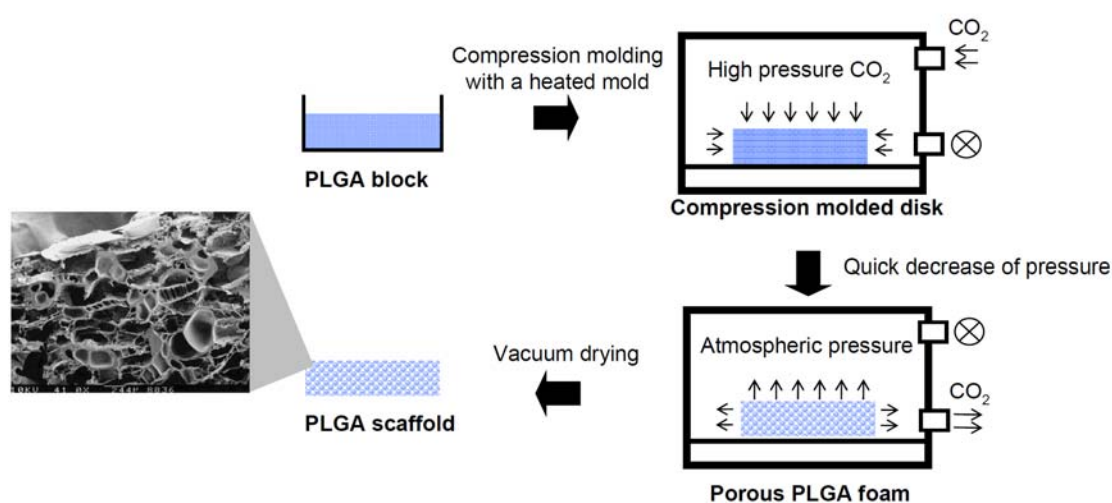 Compression molding
with a heated mold
PLGA block
CO2
High pressure CO2
Compression molded disk
Quick decrease of pressure
Atmospheric pressure
CO2
Porous PLGA foam
Vacuum drying
PLGA scaffold